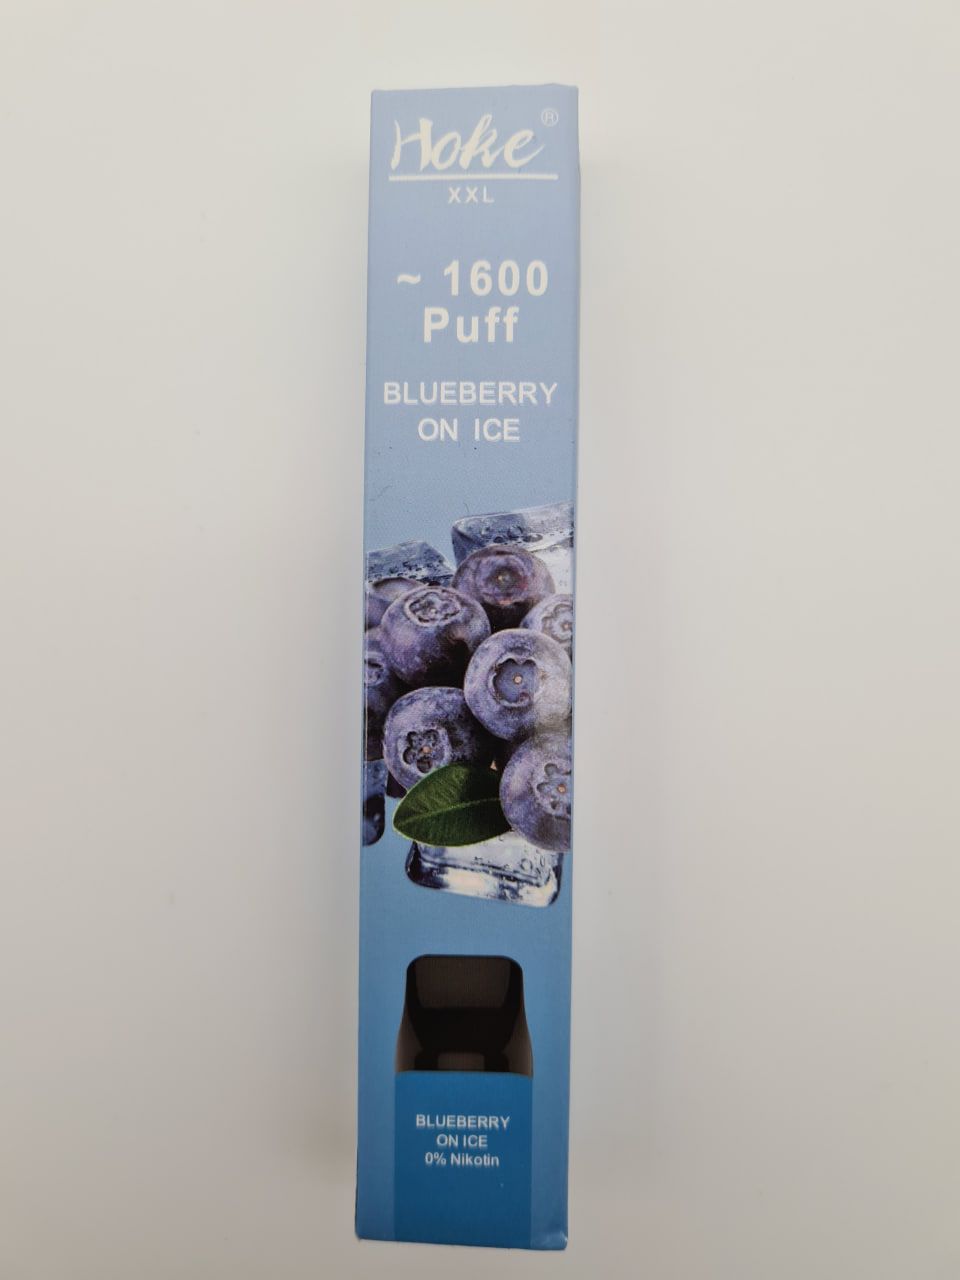 Hoke®
XXL
~ 1600
Puff
BLUEBERRY
ON ICE
BLUEBERRY
ON ICE
0% Nikotin